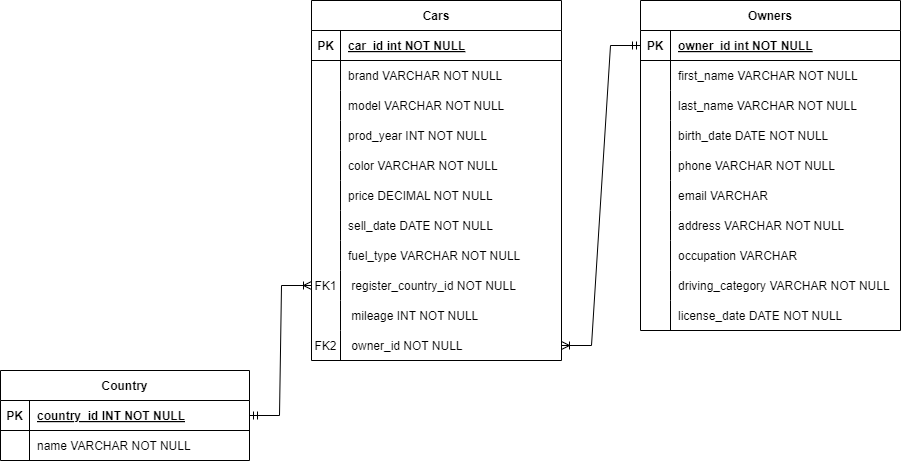 Cars
PK car_id int NOT NULL
brand VARCHAR NOT NULL
model VARCHAR NOT NULL
prod_year INT NOT NULL
color VARCHAR NOT NULL
price DECIMAL NOT NULL
sell_date DATE NOT NULL
fuel_type VARCHAR NOT NULL
FK1 register_country_id NOT NULL
mileage INT NOT NULL
FK2 owner_id NOT NULL
Owners
PK owner_id int NOT NULL
first_name VARCHAR NOT NULL
last_name VARCHAR NOT NULL
birth_date DATE NOT NULL
phone VARCHAR NOT NULL
email VARCHAR
address VARCHAR NOT NULL
occupation VARCHAR
driving_category VARCHAR NOT NULL
license_date DATE NOT NULL
Country
PK country_id INT NOT NULL
name VARCHAR NOT NULL